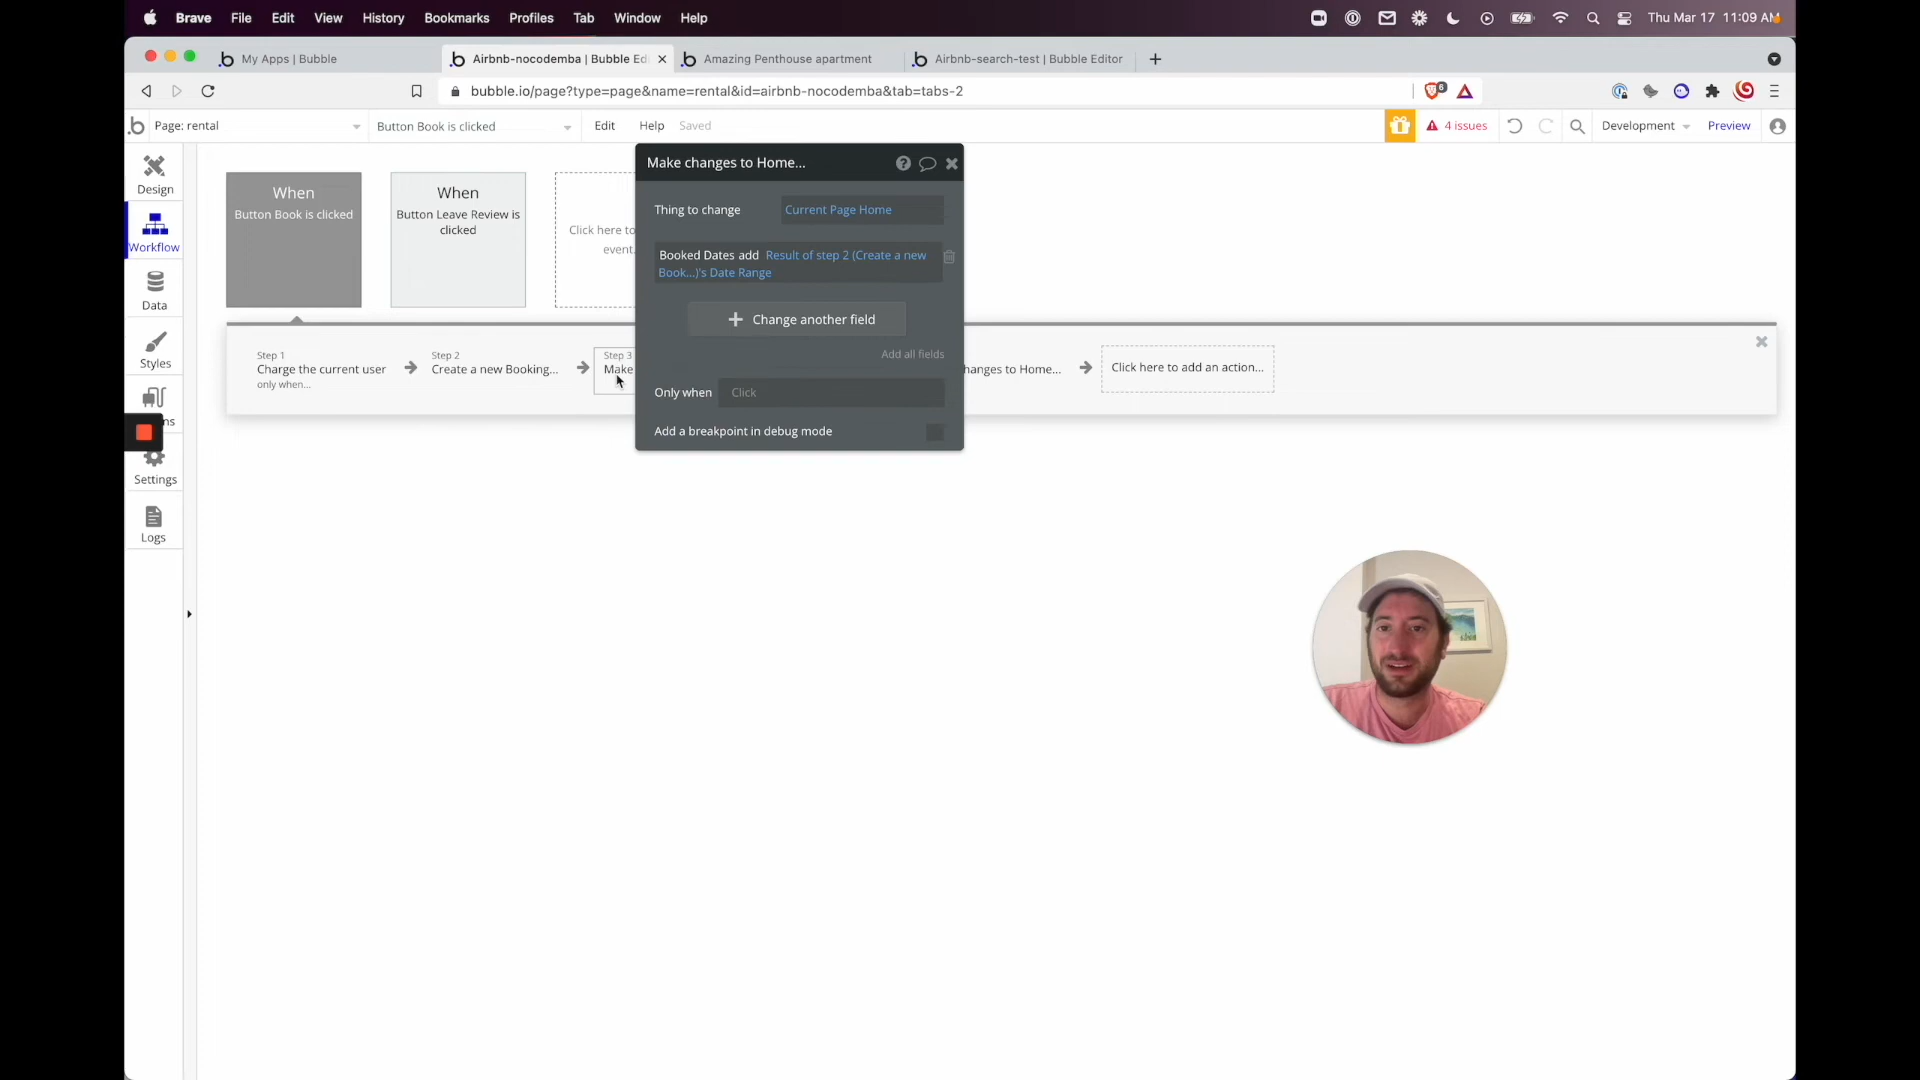 Brave File Edit View History Bookmarks Profiles Tab Window Help Thu Mar 17 11:09 AM
My Apps | Bubble
Airbnb-nocodemba | Bubble Ed
Amazing Penthouse apartment
Airbnb-search-test | Bubble Editor
bubble.io/page?type=page&name=rental&id=airbnb-nocodemba&tab=tabs-2
Page: rental
Button Book is clicked
Edit Help Saved
4 issues
Development
Preview
Design
Workflow
Data
Styles
ns
Settings
Logs
When
Button Book is clicked
When
Button Leave Review is
clicked
Click here to
event.
Make changes to Home...
Thing to change Current Page Home
Booked Dates add Result of step 2 (Create a new
Book...)'s Date Range
+ Change another field
Add all fields
Only when Click
Add a breakpoint in debug mode
Step 1
Charge the current user
only when...
Step 2
Create a new Booking...
Step 3
Make
hanges to Home...
Click here to add an action...